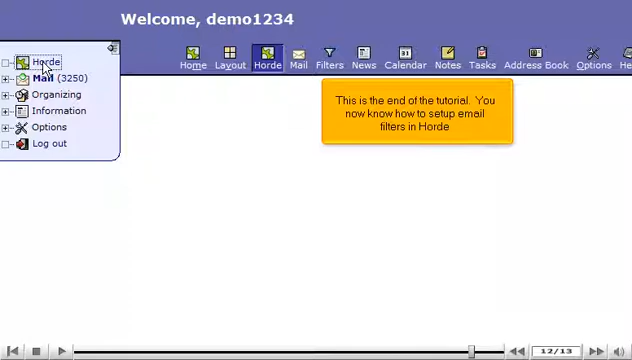 Welcome, demo1234
Horde
Mail (3250)
Organizing
Information
Options
Log out
Home Layout Horde Mail Filters News Calendar Notes Tasks Address Book Options He
This is the end of the tutorial. You
now know how to setup email
filters in Horde
12/13